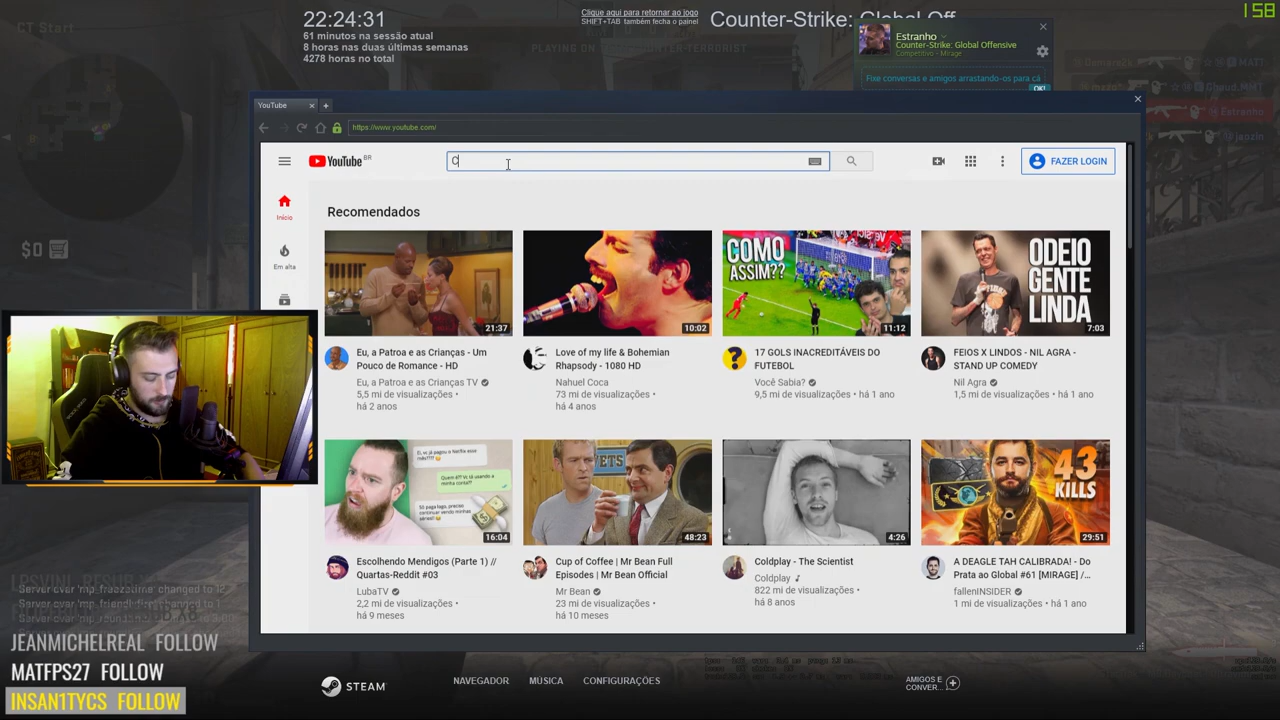 CT Start
22:24:31
61 minutos na sessão atual
8 horas nas duas últimas semanas
4278 horas no total
Clique aqui para retornar ao jogo
SHIFT+TAB também fecha o painel
Counter-Strike: Global Off
158
Estranho
Counter-Strike: Global Offensive
Competitivo - Mirage
Fixe conversas e amigos arrastando-os para cá
OK!
MATT
Estranho
$0
YouTube
https://www.youtube.com/
YouTube BR
C
FAZER LOGIN
Início
Em alta
Recomendados
21:37
10:02
COMO ASSIM??
11:12
ODEIO GENTE LINDA
7:03
Eu, a Patroa e as Crianças - Um Pouco de Romance - HD
Eu, a Patroa e as Crianças TV
5,5 mi de visualizações •
há 2 anos
Love of my life & Bohemian Rhapsody - 1080 HD
Nahuel Coca
73 mi de visualizações •
há 4 anos
17 GOLS INACREDITÁVEIS DO FUTEBOL
Você Sabia?
9,5 mi de visualizações • há 1 ano
FEIOS X LINDOS - NIL AGRA - STAND UP COMEDY
Nil Agra
1,5 mi de visualizações • há 1 ano
16:04
48:23
4:26
43 KILLS
29:51
Escolhendo Mendigos (Parte 1) // Quartas-Reddit #03
LubaTV
2,2 mi de visualizações •
há 9 meses
Cup of Coffee | Mr Bean Full Episodes | Mr Bean Official
Mr Bean
23 mi de visualizações •
há 10 meses
Coldplay - The Scientist
Coldplay
822 mi de visualizações •
há 8 anos
A DEAGLE TAH CALIBRADA! - Do Prata ao Global #61 [MIRAGE] /...
fallenINSIDER
1 mi de visualizações • há 1 ano
JEANMICHELREAL FOLLOW
MATFPS27 FOLLOW
INSAN1TYCS FOLLOW
STEAM
NAVEGADOR
MÚSICA
CONFIGURAÇÕES
AMIGOS E CONVER...